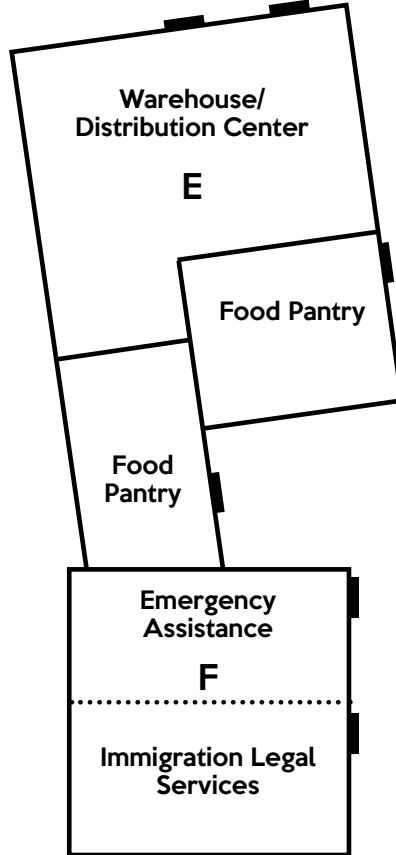 Warehouse/
Distribution Center
E
Food Pantry
Food
Pantry
Emergency
Assistance
F
Immigration Legal
Services